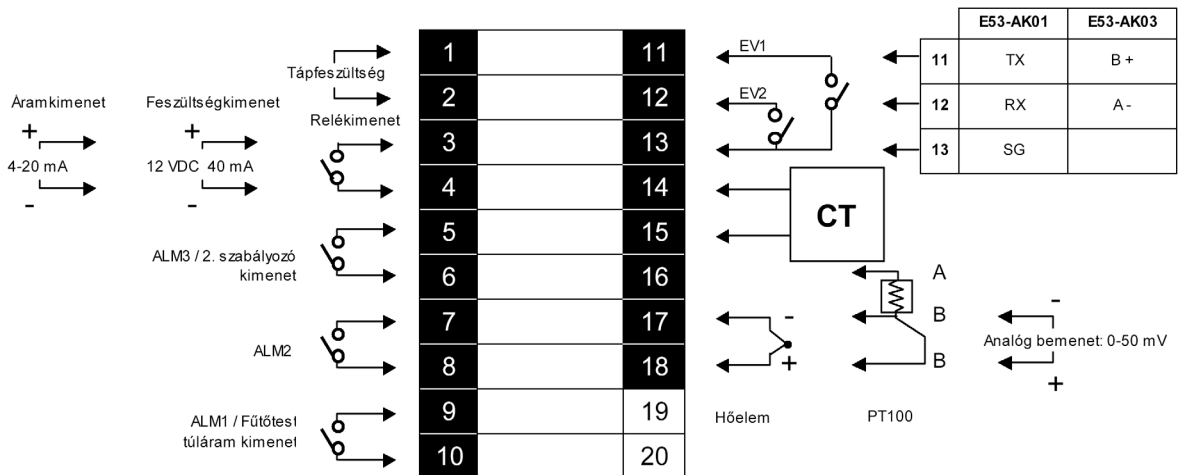 E53-AK01 E53-AK03
11 TX B +
12 RX A -
13 SG
Tápfeszültség
Áramkimenet
+
4-20 mA
-
Feszültségkimenet
+
12 VDC 40 mA
-
Relékimenet
ALM3 / 2. szabályozó
kimenet
ALM2
ALM1 / Fűtőtest
túláram kimenet
1 11
2 12
3 13
4 14
5 15
6 16
7 17
8 18
9 19
10 20
EV1
EV2
CT
-
+
Hőelem
A
B
B
PT100
-
Analóg bemenet: 0-50 mV
+